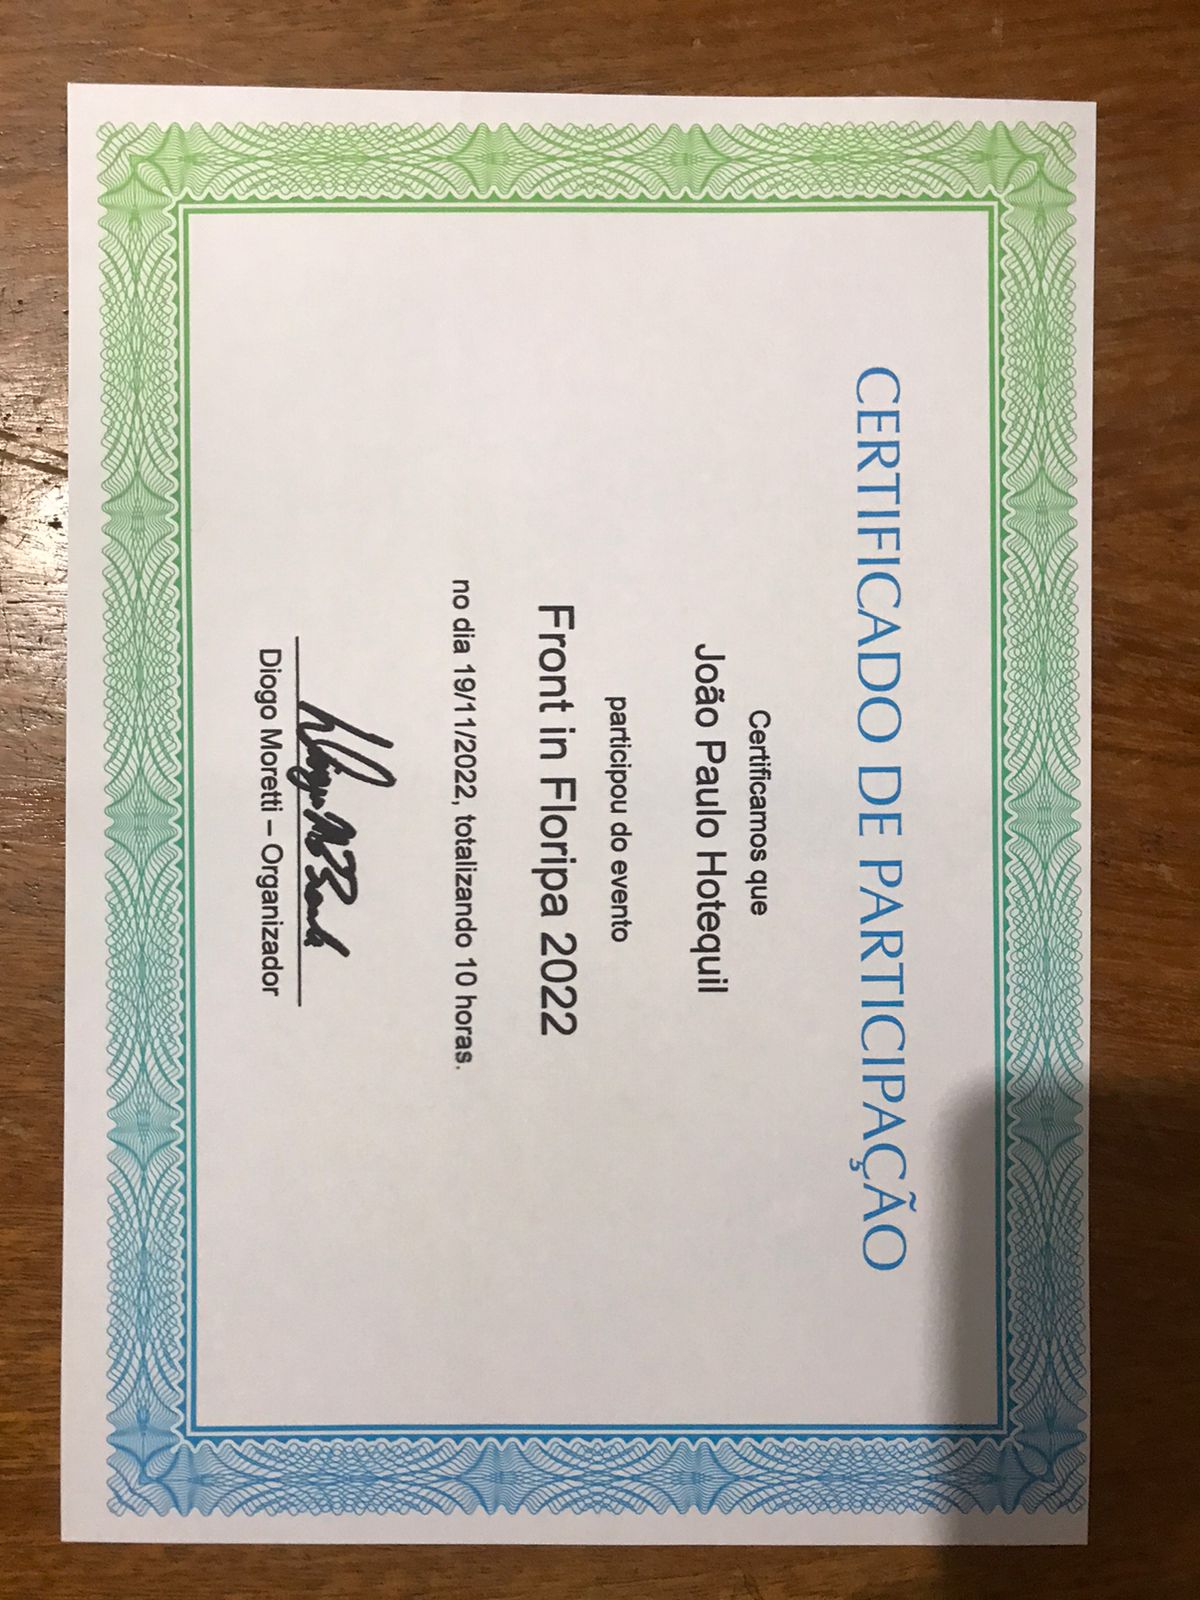 CERTIFICADO DE PARTICIPAÇÃO
Certificamos que
João Paulo Hotequil
participou do evento
Front in Floripa 2022
no dia 19/11/2022, totalizando 10 horas.
Diogo Moretti – Organizador